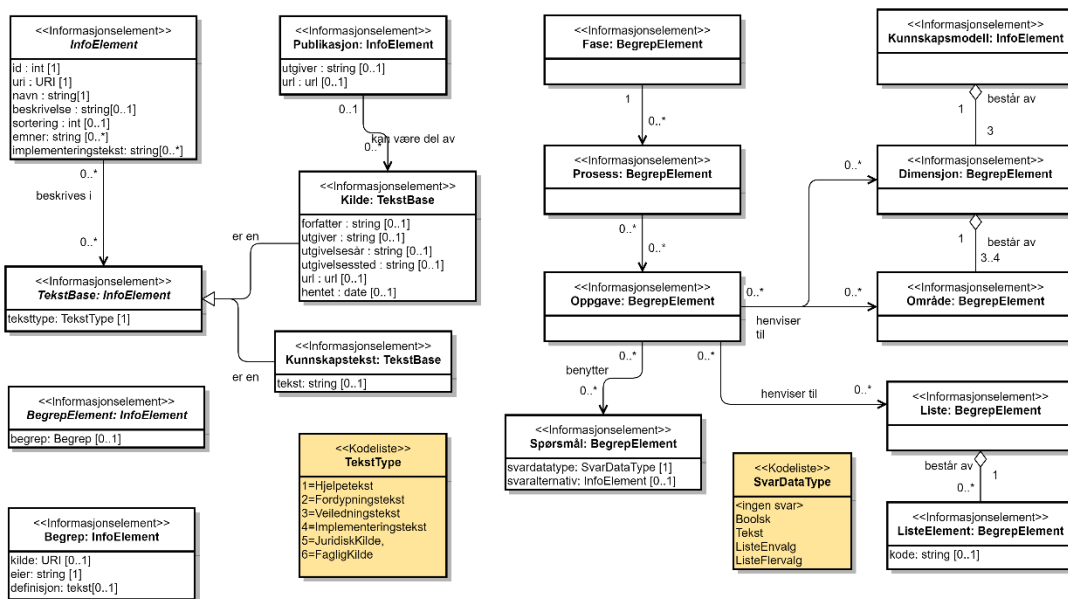 <<Informasjonselement>>
InfoElement
id : int [1]
uri : URI [1]
navn : string[1]
beskrivelse : string[0..1]
sortering : int [0..1]
emner: string [0..*]
implementeringstekst: string[0..*]
0..*
beskrives i
0..*
<<Informasjonselement>>
TekstBase: InfoElement
teksttype: TekstType [1]
<<Informasjonselement>>
BegrepElement: InfoElement
begrep: Begrep [0..1]
<<Informasjonselement>>
Begrep: InfoElement
kilde: URI [0..1]
eier: string [1]
definisjon: tekst[0..1]
<<Informasjonselement>>
Publikasjon: InfoElement
utgiver : string [0..1]
url : url [0..1]
0..1
kan være del av
0..*
<<Informasjonselement>>
Kilde: TekstBase
forfatter : string [0..1]
utgiver : string [0..1]
utgivelsesår : string [0..1]
utgivelsessted : string [0..1]
url : url [0..1]
hentet : date [0..1]
er en
<<Informasjonselement>>
Kunnskapstekst: TekstBase
tekst: string [0..1]
er en
<<Kodeliste>>
TekstType
1=Hjelpetekst
2=Fordypningstekst
3=Veiledningstekst
4=Implementeringstekst
5=JuridiskKilde,
6=FagligKilde
<<Informasjonselement>>
Fase: BegrepElement
1
0..*
<<Informasjonselement>>
Prosess: BegrepElement
0..*
0..*
<<Informasjonselement>>
Oppgave: BegrepElement
0..*
henviser
til
0..*
0..*
0..*
benytter
0..*
<<Informasjonselement>>
Spørsmål: BegrepElement
svardatatype: SvarDataType [1]
svaralternativ: InfoElement [0..1]
0..*
henviser til
0..*
<<Kodeliste>>
SvarDataType
<ingen svar>
Boolsk
Tekst
ListeEnvalg
ListeFlervalg
<<Informasjonselement>>
Kunnskapsmodell: InfoElement
1
består av
3
<<Informasjonselement>>
Dimensjon: BegrepElement
1
består av
3..4
<<Informasjonselement>>
Område: BegrepElement
<<Informasjonselement>>
Liste: BegrepElement
består av
1
0..*
<<Informasjonselement>>
ListeElement: BegrepElement
kode: string [0..1]